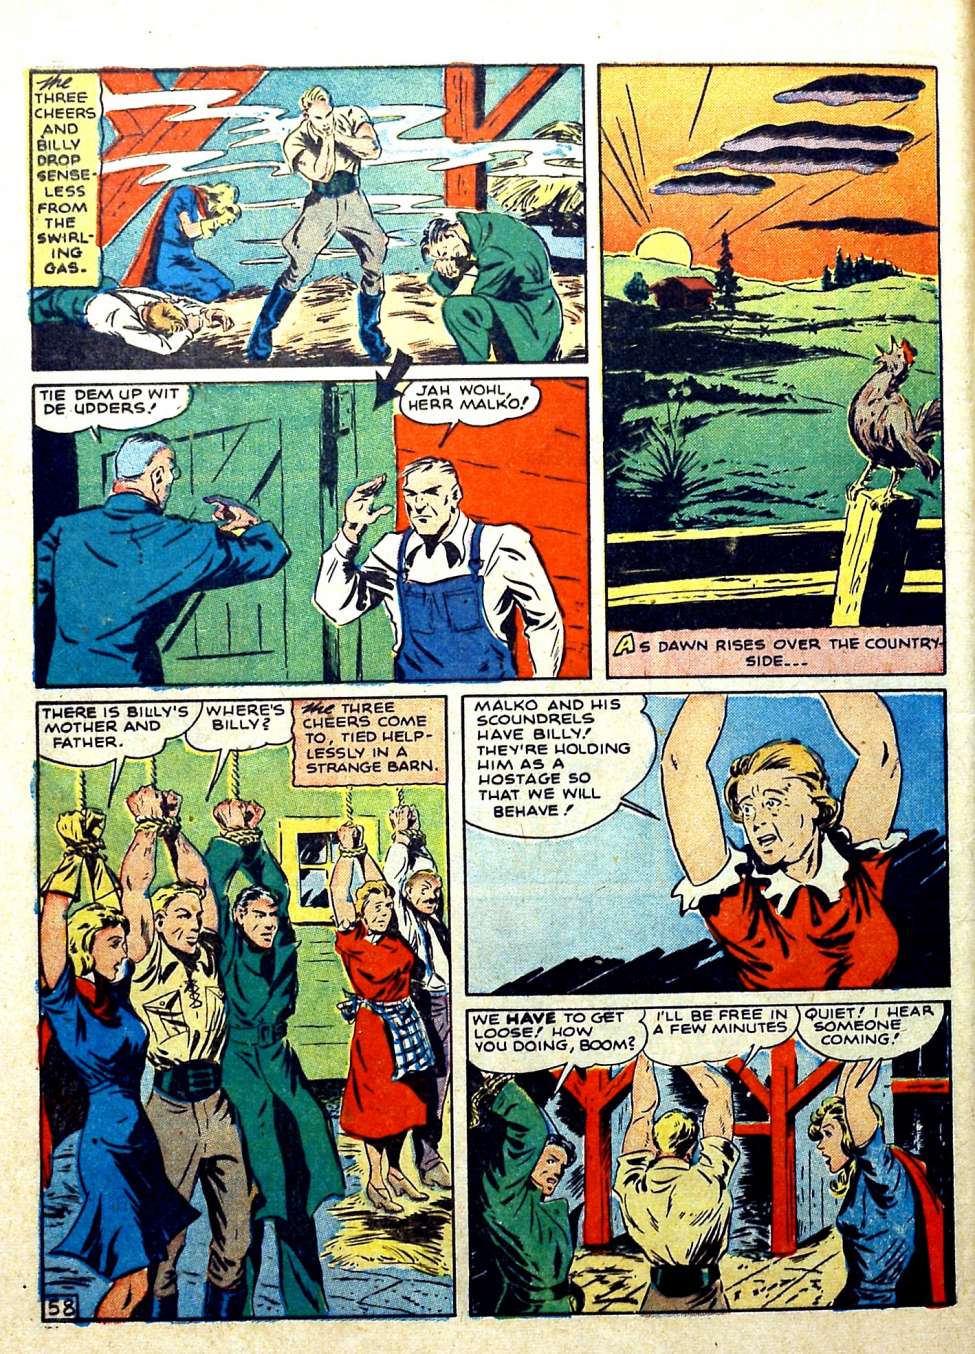 The
THREE
CHEERS
AND
BILLY
DROP
SENSE-
LESS
FROM
THE
SWIRL-
ING
GAS.
TIE DEM UP WIT
DE UDDERS!
JAH WOHL,
HERR MALKO!
AS DAWN RISES OVER THE COUNTRY-
SIDE---
THERE IS BILLY'S
MOTHER AND
FATHER.
WHERE'S
BILLY?
The THREE
CHEERS COME
TO, TIED HELP-
LESSLY IN A
STRANGE BARN.
MALKO AND HIS
SCOUNDRELS
HAVE BILLY!
THEY'RE HOLDING
HIM AS A
HOSTAGE SO
THAT WE WILL
BEHAVE!
WE HAVE TO GET
LOOSE! HOW
YOU DOING, BOOM?
I'LL BE FREE IN
A FEW MINUTES
QUIET! I HEAR
SOMEONE
COMING!
58